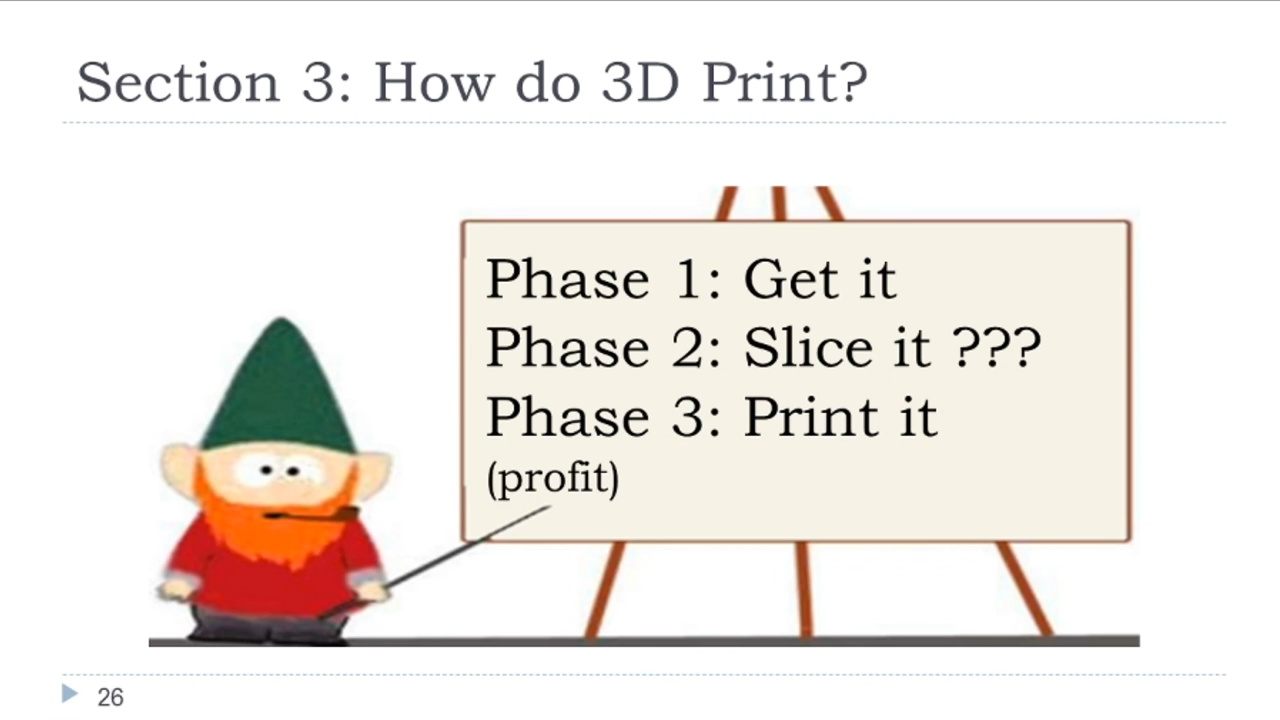 Section 3: How do 3D Print?
Phase 1: Get it
Phase 2: Slice it ???
Phase 3: Print it
(profit)
26